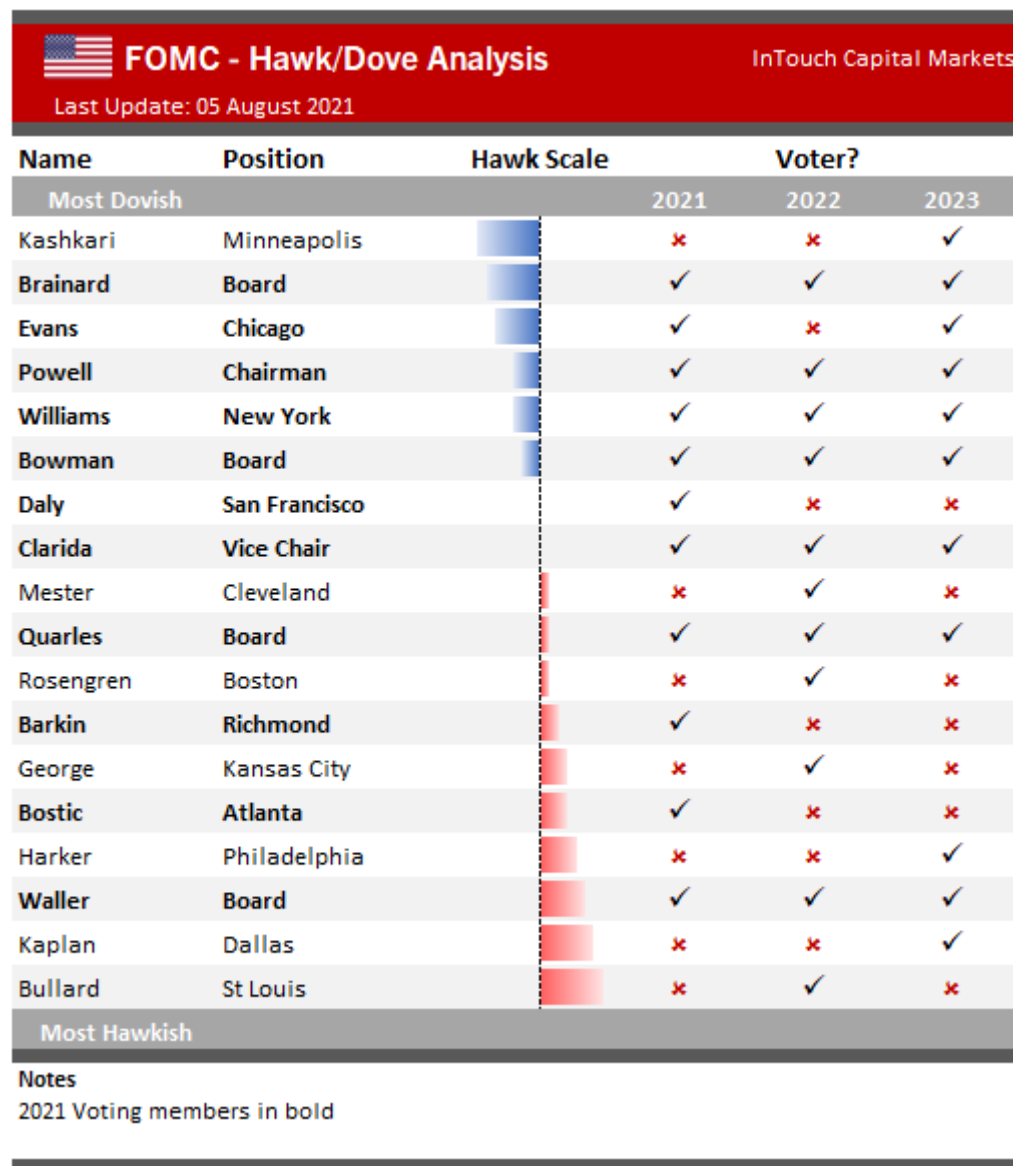 FOMC - Hawk/Dove Analysis InTouch Capital Markets
Last Update: 05 August 2021
Name Position Hawk Scale Voter?
Most Dovish 2021 2022 2023
Kashkari Minneapolis ✗ ✗ ✓
Brainard Board ✓ ✓ ✓
Evans Chicago ✓ ✗ ✓
Powell Chairman ✓ ✓ ✓
Williams New York ✓ ✓ ✓
Bowman Board ✓ ✓ ✓
Daly San Francisco ✓ ✗ ✗
Clarida Vice Chair ✓ ✓ ✓
Mester Cleveland ✗ ✓ ✗
Quarles Board ✓ ✓ ✓
Rosengren Boston ✗ ✓ ✗
Barkin Richmond ✓ ✗ ✗
George Kansas City ✗ ✓ ✗
Bostic Atlanta ✓ ✗ ✗
Harker Philadelphia ✗ ✗ ✓
Waller Board ✓ ✓ ✓
Kaplan Dallas ✗ ✗ ✓
Bullard St Louis ✗ ✓ ✗
Most Hawkish
Notes
2021 Voting members in bold